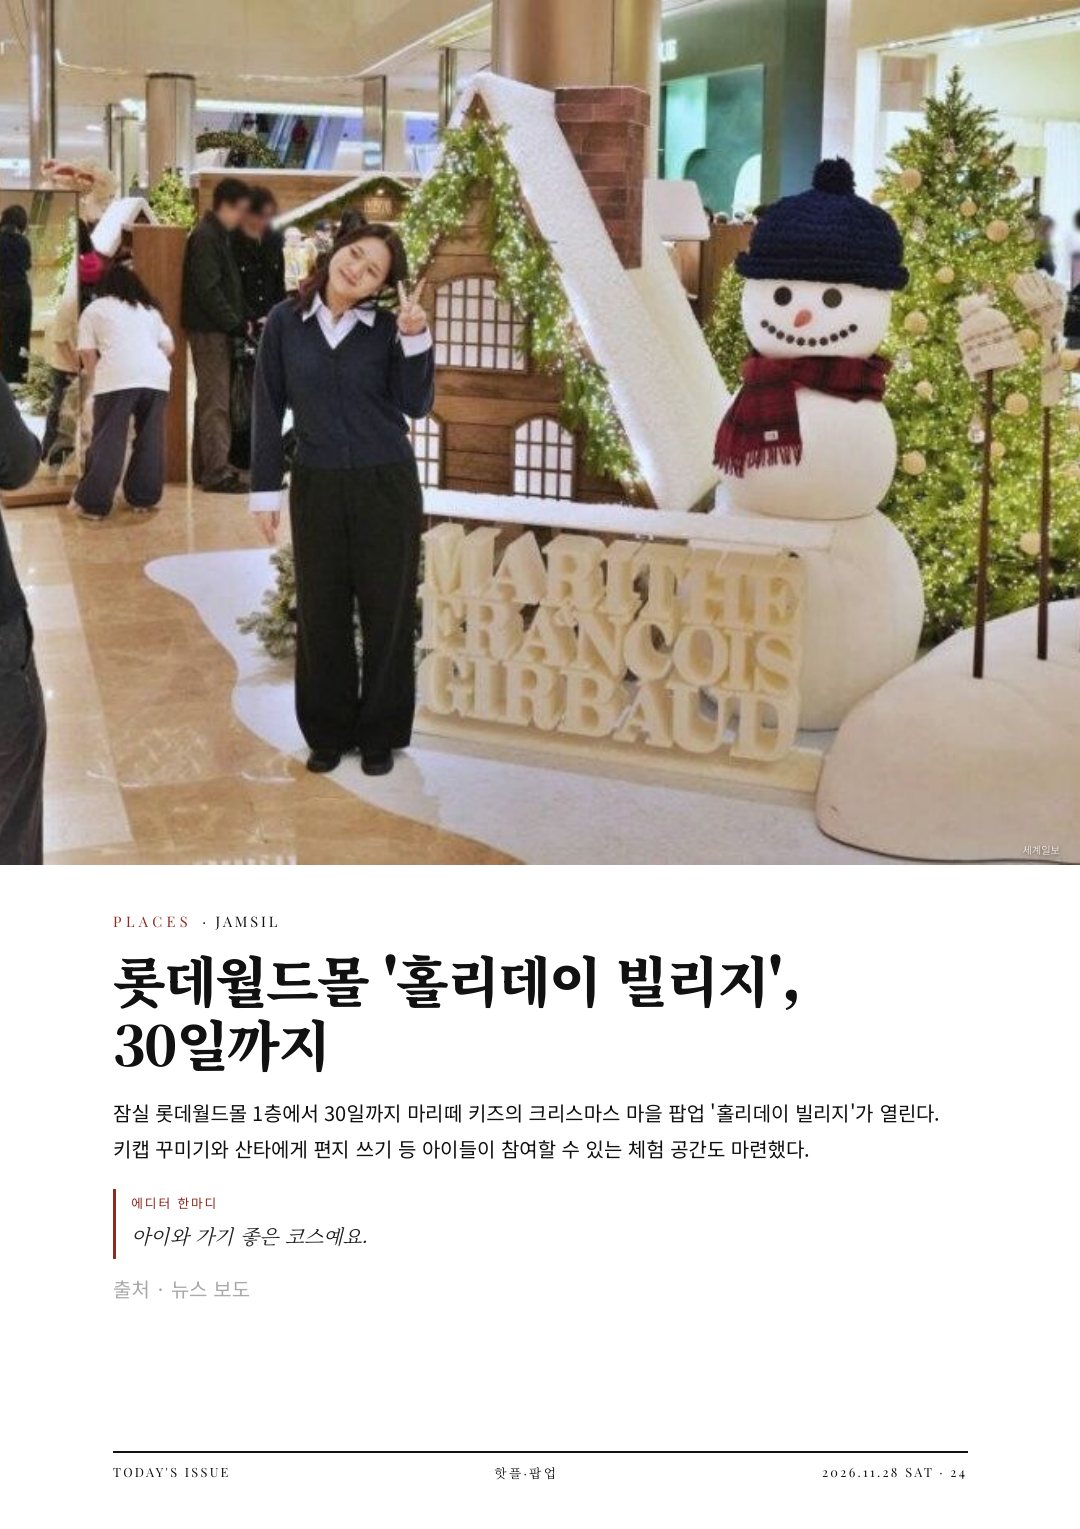 MARITHE
FRANCOIS
&
GIRBAUD
세계일보
PLACES · JAMSIL
롯데월드몰 '홀리데이 빌리지',
30일까지
잠실 롯데월드몰 1층에서 30일까지 마리떼 키즈의 크리스마스 마을 팝업 '홀리데이 빌리지'가 열린다.
키캡 꾸미기와 산타에게 편지 쓰기 등 아이들이 참여할 수 있는 체험 공간도 마련했다.
에디터 한마디
아이와 가기 좋은 코스예요.
출처 · 뉴스 보도
TODAY'S ISSUE
핫플·팝업
2026.11.28 SAT · 24